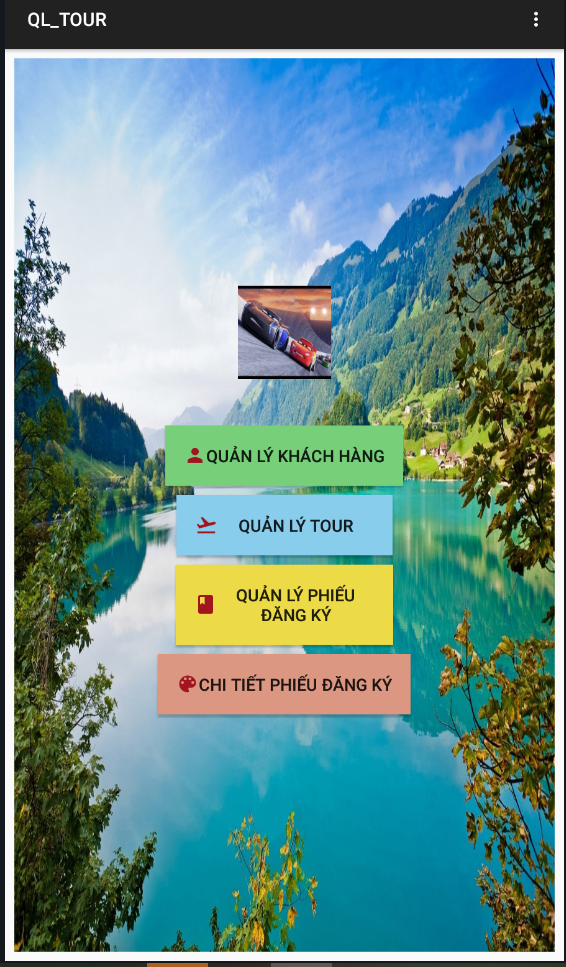 QL_TOUR
QUẢN LÝ KHÁCH HÀNG
QUẢN LÝ TOUR
QUẢN LÝ PHIẾU
ĐĂNG KÝ
CHI TIẾT PHIẾU ĐĂNG KÝ